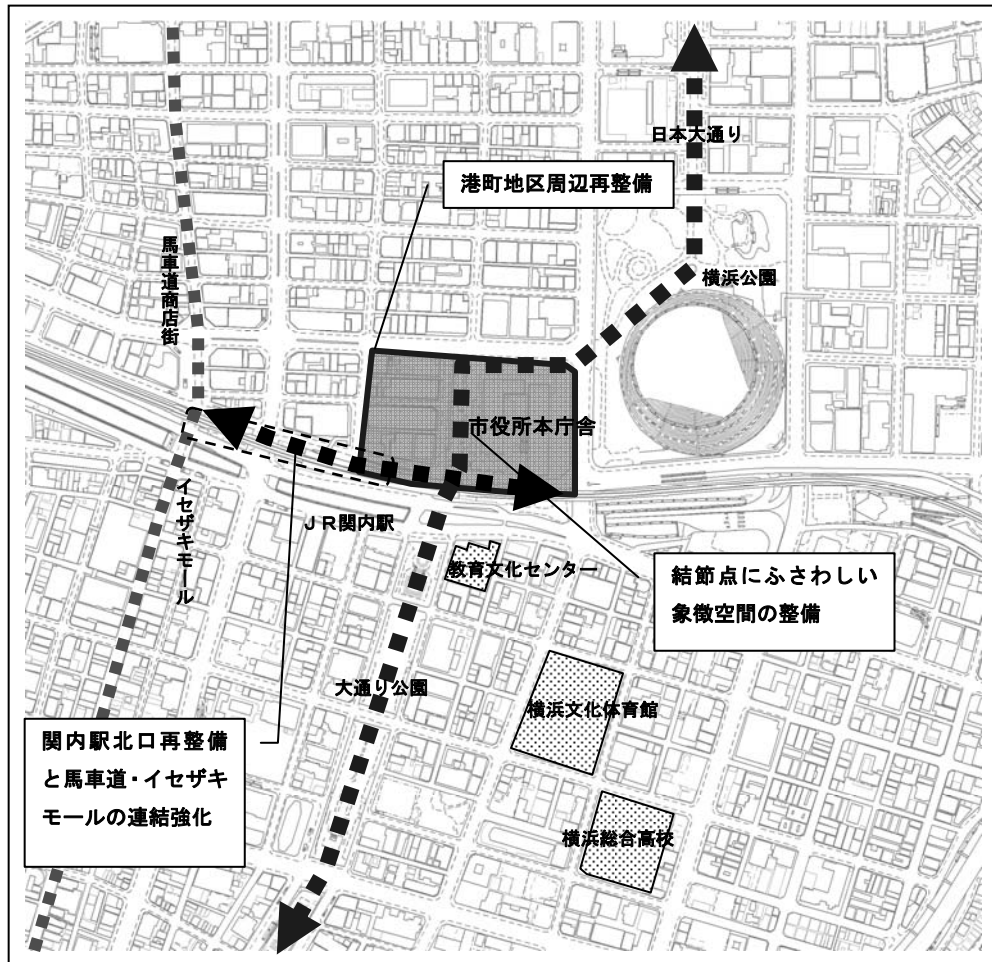 日本大通り
港町地区周辺再整備
馬車道商店街
横浜公園
市役所本庁舎
イセザキモール
JR関内駅
教育文化センター
結節点にふさわしい
象徴空間の整備
大通り公園
横浜文化体育館
関内駅北口再整備
と馬車道・イセザキ
モールの連結強化
横浜総合高校